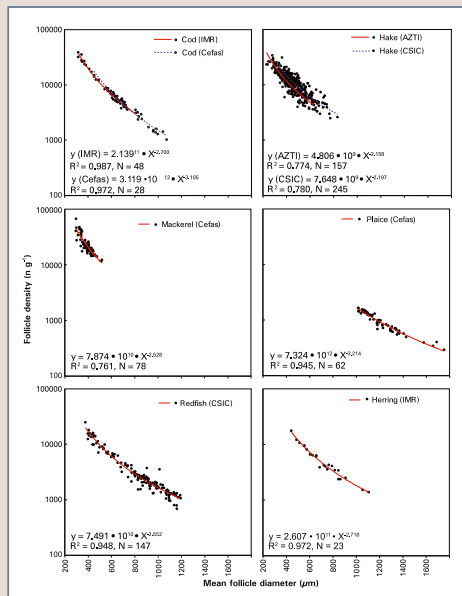 Cod (IMR)
Cod (Cefas)
y (IMR) = 2.139¹¹ • X⁻²·⁷⁰⁰
R² = 0.987, N = 48
y (Cefas) = 3.119 •10 ¹² • X⁻³·¹⁰⁵
R² = 0.972, N = 28
Hake (AZTI)
Hake (CSIC)
y (AZTI) = 4.806 • 10⁹ • X⁻²·¹⁵⁸
R² = 0.774, N = 157
y (CSIC) = 7.648 • 10⁹ • X⁻²·¹⁹⁷
R² = 0.780, N = 245
100000
10000
1000
100
Mackerel (Cefas)
y = 7.874 • 10¹⁰ • X⁻²·⁵²⁸
R² = 0.761, N = 78
Plaice (Cefas)
y = 7.324 • 10¹² • X⁻³·²¹⁴
R² = 0.945, N = 62
100000
10000
1000
100
Follicle density (n g⁻¹)
Redfish (CSIC)
y = 7.491 • 10¹⁰ • X⁻²·⁵⁵²
R² = 0.948, N = 147
Herring (IMR)
y = 2.607 • 10¹¹ • X⁻²·⁷¹⁸
R² = 0.972, N = 23
100000
10000
1000
100
200 400 600 800 1000 1200 1400 1600 200 400 600 800 1000 1200 1400 1600
Mean follicle diameter (µm)